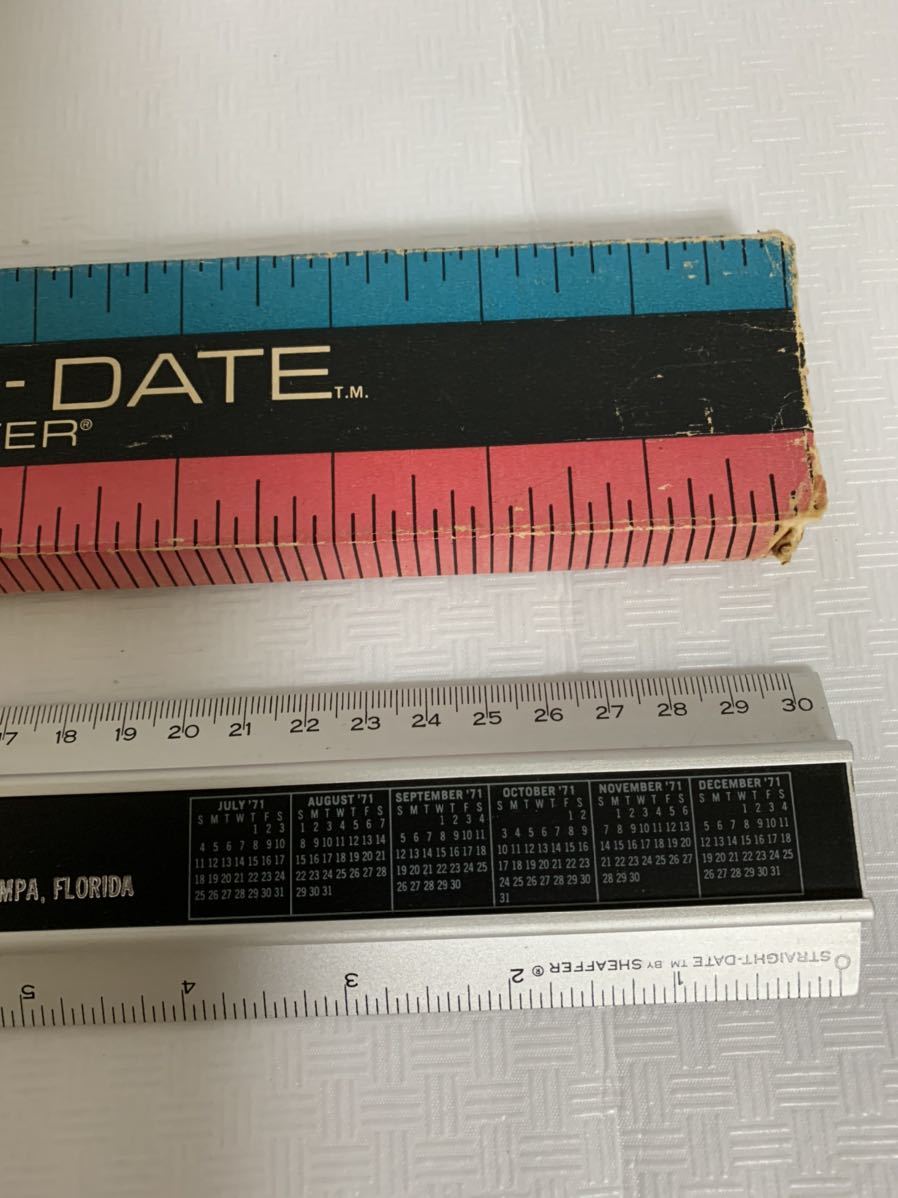 - DATE T.M.
TER®
7 18 19 20 21 22 23 24 25 26 27 28 29 30
JULY '71
S M T W T F S
1 2 3
4 5 6 7 8 9 10
11 12 13 14 15 16 17
18 19 20 21 22 23 24
25 26 27 28 29 30 31
AUGUST '71
S M T W T F S
1 2 3 4 5 6 7
8 9 10 11 12 13 14
15 16 17 18 19 20 21
22 23 24 25 26 27 28
29 30 31
SEPTEMBER '71
S M T W T F S
1 2 3 4
5 6 7 8 9 10 11
12 13 14 15 16 17 18
19 20 21 22 23 24 25
26 27 28 29 30
OCTOBER '71
S M T W T F S
1 2
3 4 5 6 7 8 9
10 11 12 13 14 15 16
17 18 19 20 21 22 23
24 25 26 27 28 29 30
31
NOVEMBER '71
S M T W T F S
1 2 3 4 5 6
7 8 9 10 11 12 13
14 15 16 17 18 19 20
21 22 23 24 25 26 27
28 29 30
DECEMBER '71
S M T W T F S
1 2 3 4
5 6 7 8 9 10 11
12 13 14 15 16 17 18
19 20 21 22 23 24 25
26 27 28 29 30 31
MPA, FLORIDA
STRAIGHT-DATE TM BY SHEAFFER®
1 2 3 4 5